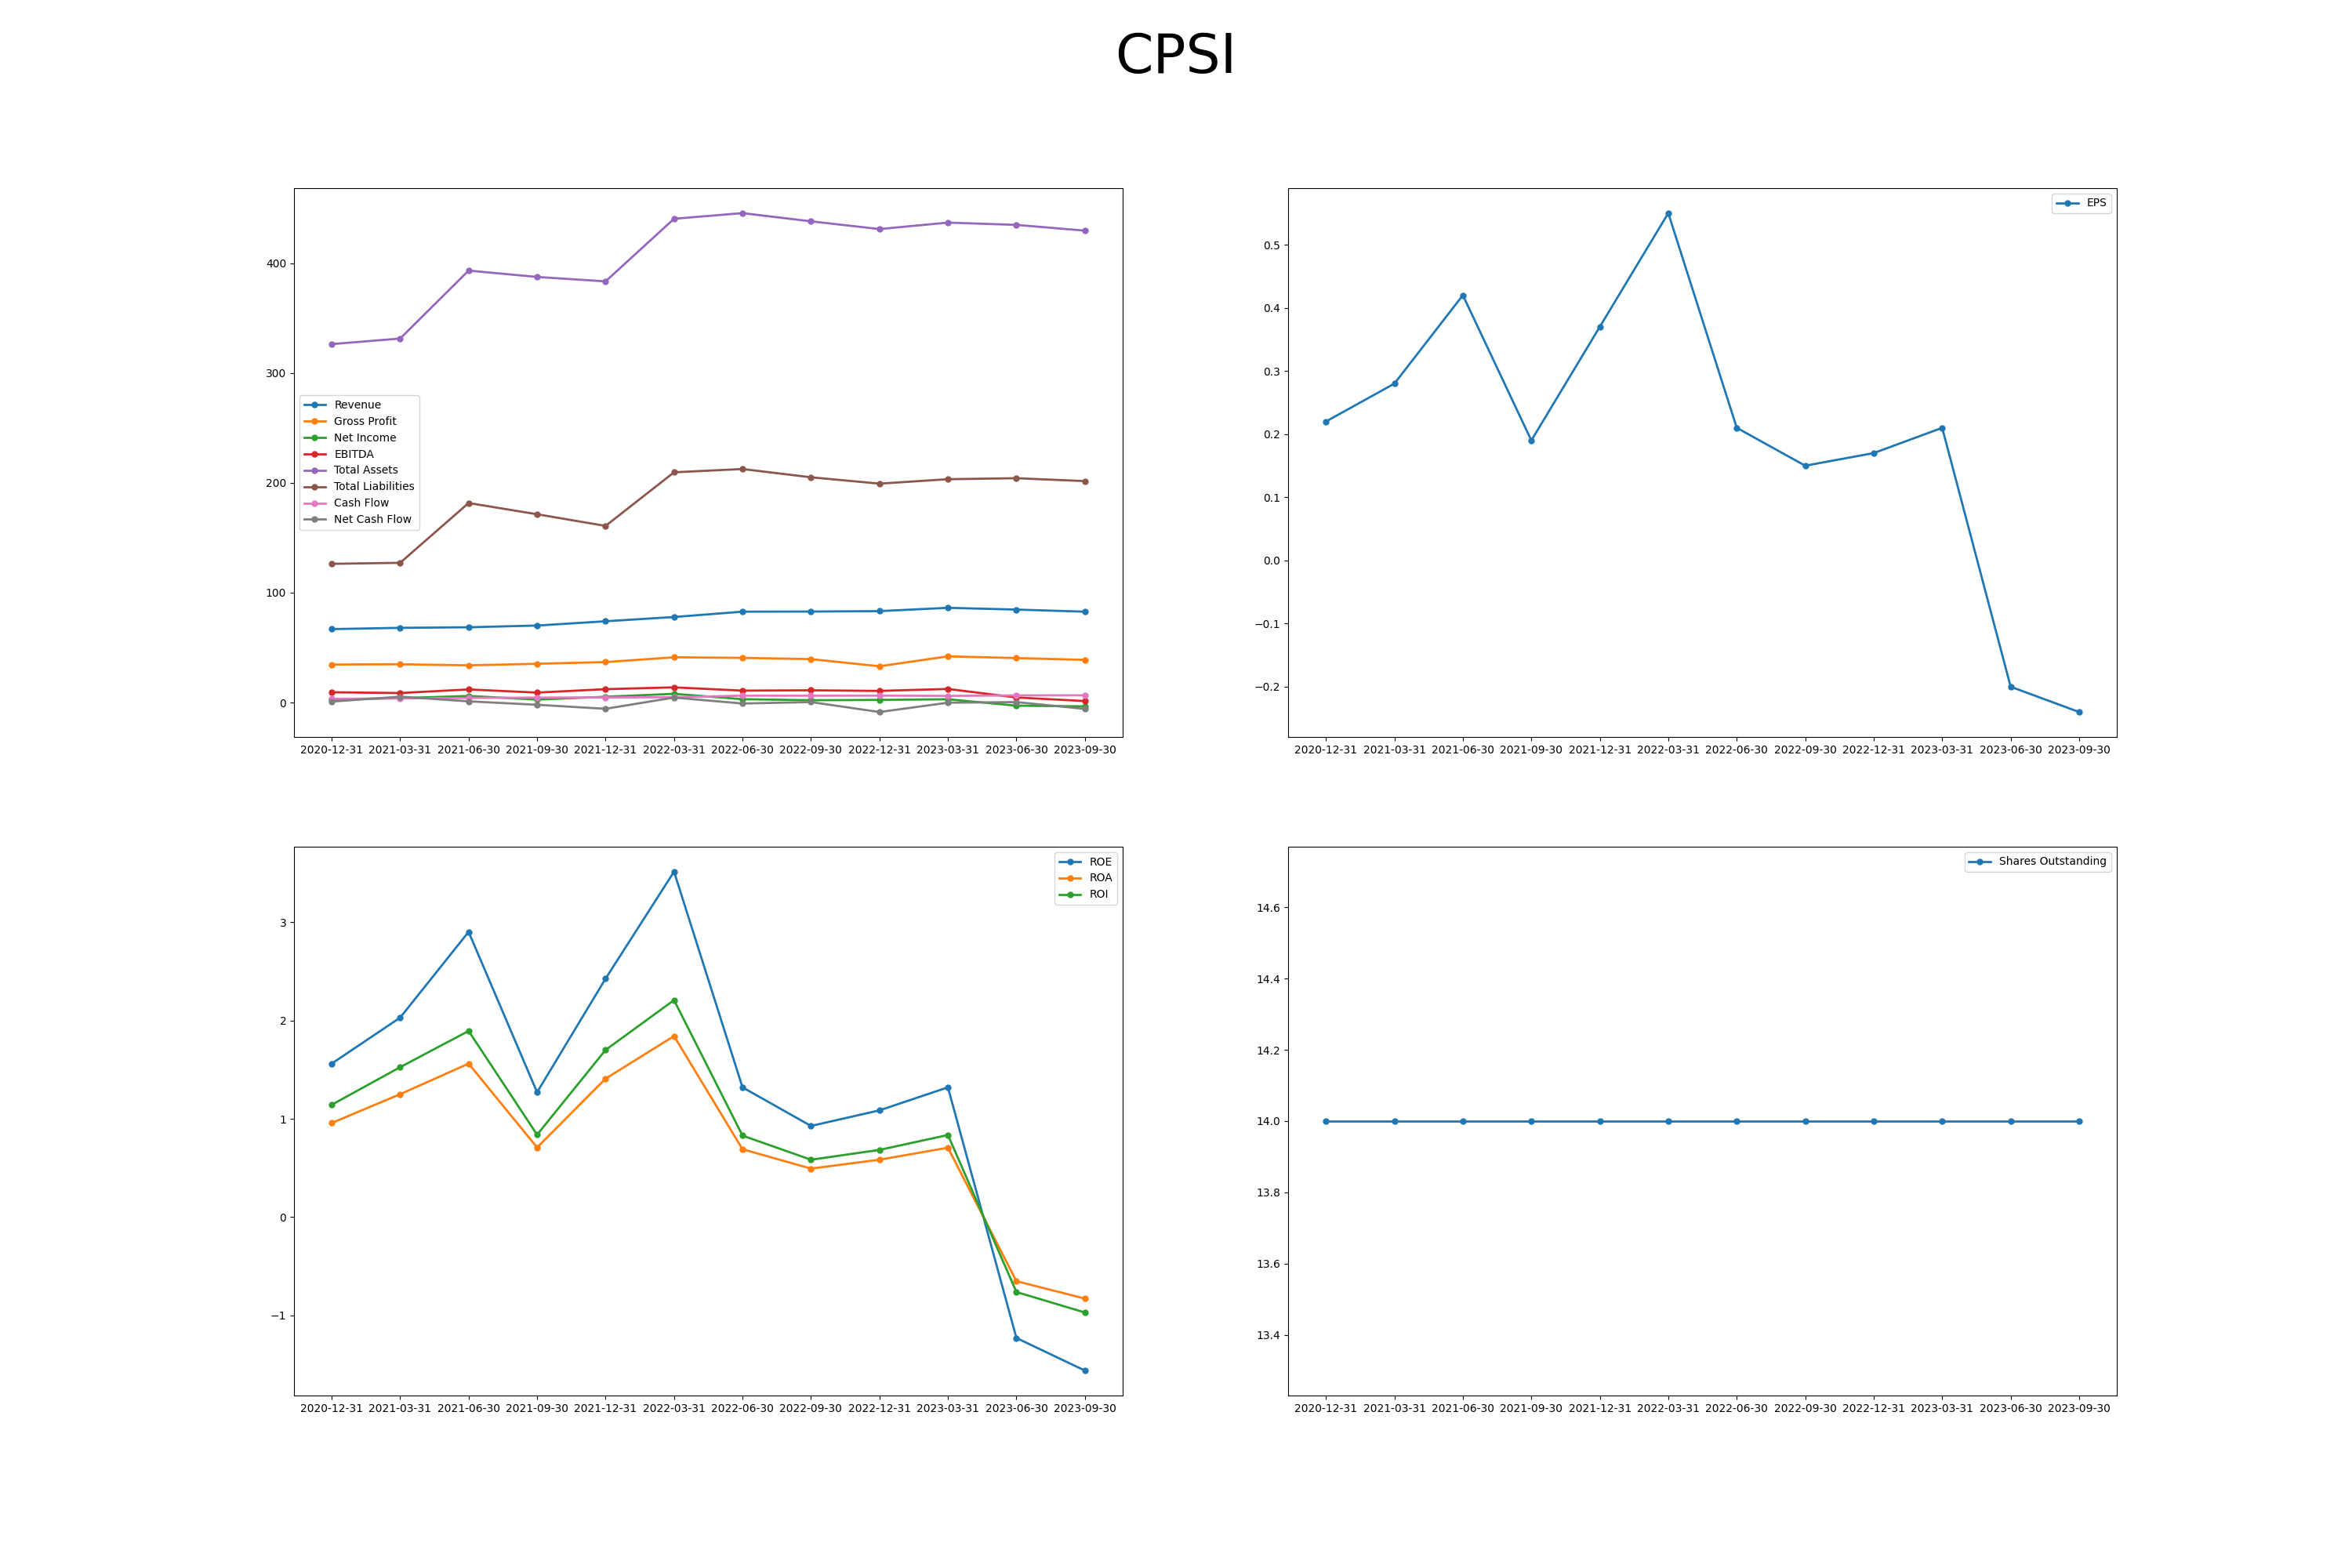 CPSI
400
300
200
100
0
Revenue
Gross Profit
Net Income
EBITDA
Total Assets
Total Liabilities
Cash Flow
Net Cash Flow
2020-12-31 2021-03-31 2021-06-30 2021-09-30 2021-12-31 2022-03-31 2022-06-30 2022-09-30 2022-12-31 2023-03-31 2023-06-30 2023-09-30
EPS
0.5
0.4
0.3
0.2
0.1
0.0
−0.1
−0.2
2020-12-31 2021-03-31 2021-06-30 2021-09-30 2021-12-31 2022-03-31 2022-06-30 2022-09-30 2022-12-31 2023-03-31 2023-06-30 2023-09-30
ROE
ROA
ROI
3
2
1
0
−1
2020-12-31 2021-03-31 2021-06-30 2021-09-30 2021-12-31 2022-03-31 2022-06-30 2022-09-30 2022-12-31 2023-03-31 2023-06-30 2023-09-30
Shares Outstanding
14.6
14.4
14.2
14.0
13.8
13.6
13.4
2020-12-31 2021-03-31 2021-06-30 2021-09-30 2021-12-31 2022-03-31 2022-06-30 2022-09-30 2022-12-31 2023-03-31 2023-06-30 2023-09-30